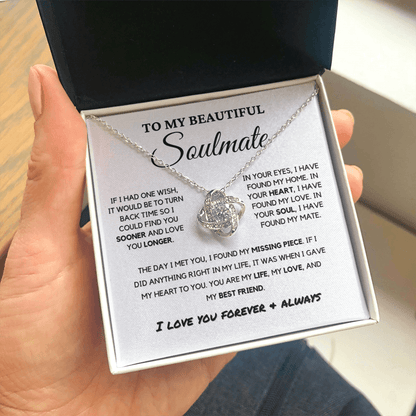 TO MY BEAUTIFUL
Soulmate
IF I HAD ONE WISH,
IT WOULD BE TO TURN
BACK TIME SO I
COULD FIND YOU
SOONER AND LOVE
YOU LONGER.
IN YOUR EYES, I HAVE
FOUND MY HOME. IN
YOUR HEART, I HAVE
FOUND MY LOVE. IN
YOUR SOUL, I HAVE
FOUND MY MATE.
THE DAY I MET YOU, I FOUND MY MISSING PIECE. IF I
DID ANYTHING RIGHT IN MY LIFE, IT WAS WHEN I GAVE
MY HEART TO YOU. YOU ARE MY LIFE, MY LOVE, AND
MY BEST FRIEND.
I LOVE YOU FOREVER + ALWAYS